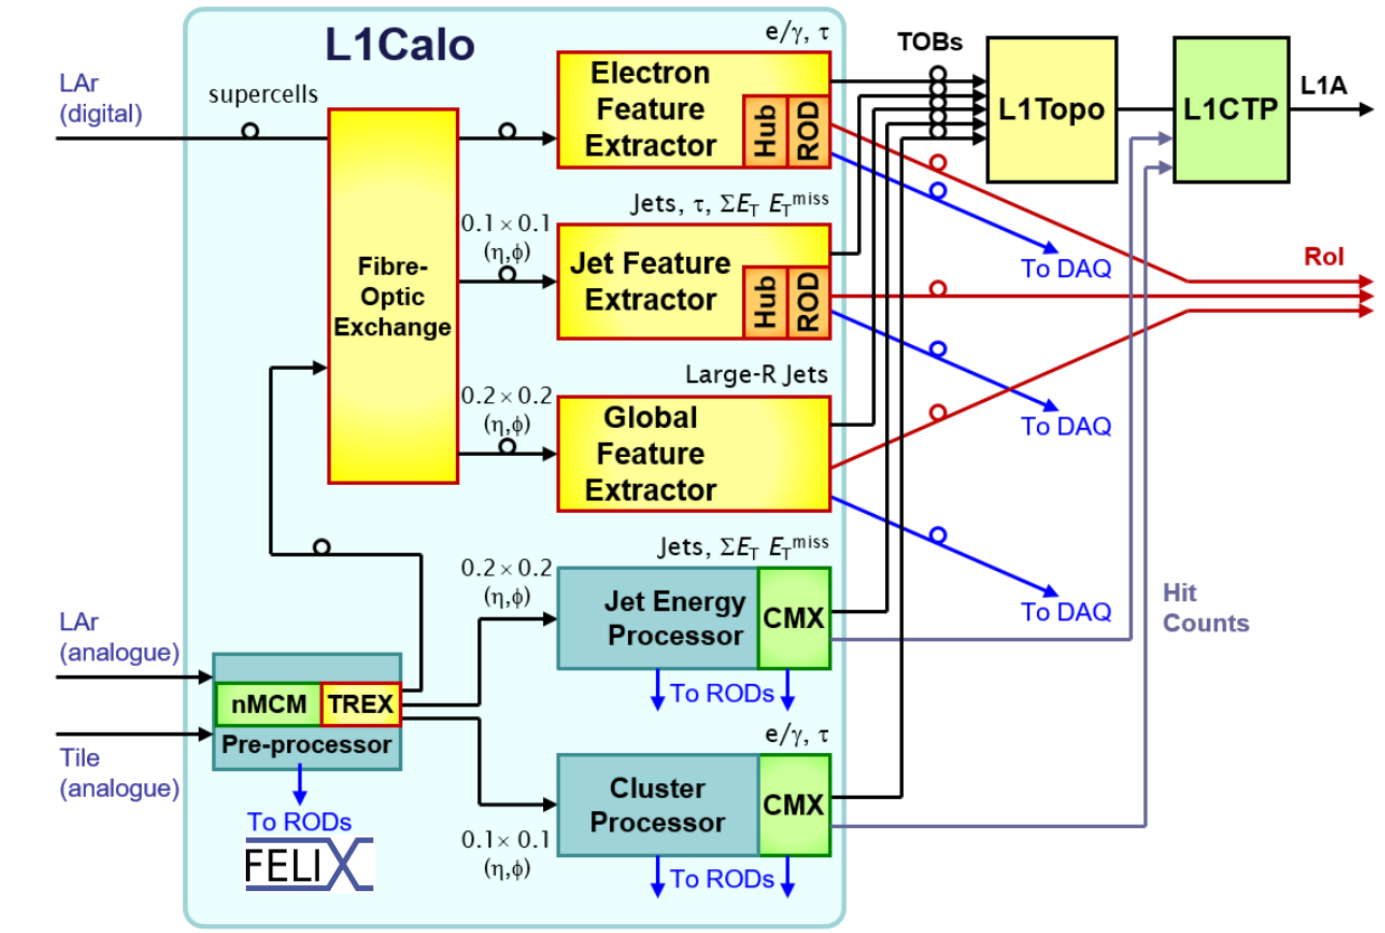 L1Calo
LAr
(digital)
supercells
Fibre-
Optic
Exchange
e/γ, τ
Electron
Feature
Extractor
Hub
ROD
TOBs
L1Topo
L1CTP
L1A
To DAQ
0.1 × 0.1
(η,ϕ)
Jets, τ, ΣE_T E_T^miss
Jet Feature
Extractor
Hub
ROD
RoI
To DAQ
0.2 × 0.2
(η,ϕ)
Large-R Jets
Global
Feature
Extractor
To DAQ
LAr
(analogue)
Tile
(analogue)
nMCM
TREX
Pre-processor
To RODs
FELIX
0.2 × 0.2
(η,ϕ)
Jets, ΣE_T E_T^miss
Jet Energy
Processor
CMX
To RODs
Hit
Counts
0.1 × 0.1
(η,ϕ)
e/γ, τ
Cluster
Processor
CMX
To RODs